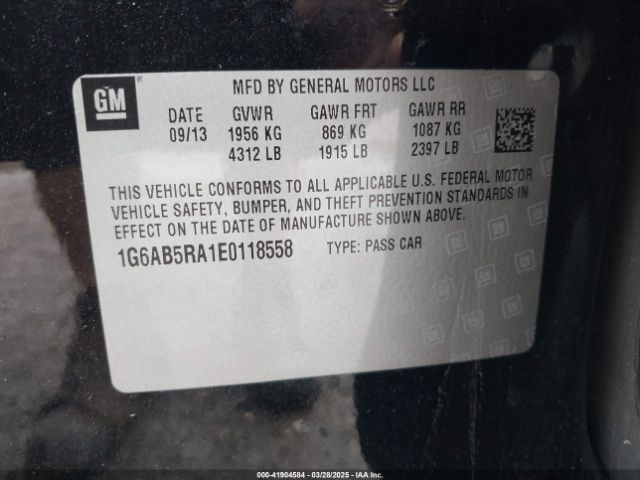 GM
MFD BY GENERAL MOTORS LLC
DATE GVWR GAWR FRT GAWR RR
09/13 1956 KG 869 KG 1087 KG
4312 LB 1915 LB 2397 LB
THIS VEHICLE CONFORMS TO ALL APPLICABLE U.S. FEDERAL MOTOR
VEHICLE SAFETY, BUMPER, AND THEFT PREVENTION STANDARDS IN
EFFECT ON THE DATE OF MANUFACTURE SHOWN ABOVE.
1G6AB5RA1E0118558 TYPE: PASS CAR
000-41904584 | 03/28/2025 | IAA Inc.